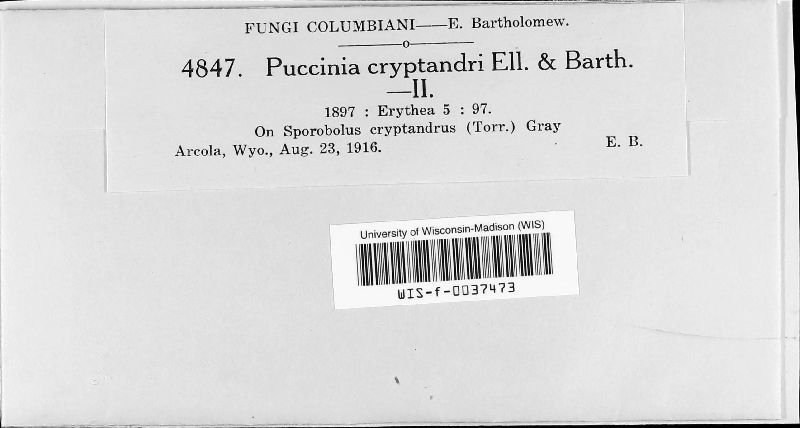 FUNGI COLUMBIANI——E. Bartholomew.
4847. Puccinia cryptandri Ell. & Barth.
—II.
1897 : Erythea 5 : 97.
On Sporobolus cryptandrus (Torr.) Gray
Arcola, Wyo., Aug. 23, 1916. E. B.
University of Wisconsin-Madison (WIS)
WIS-f-0037473